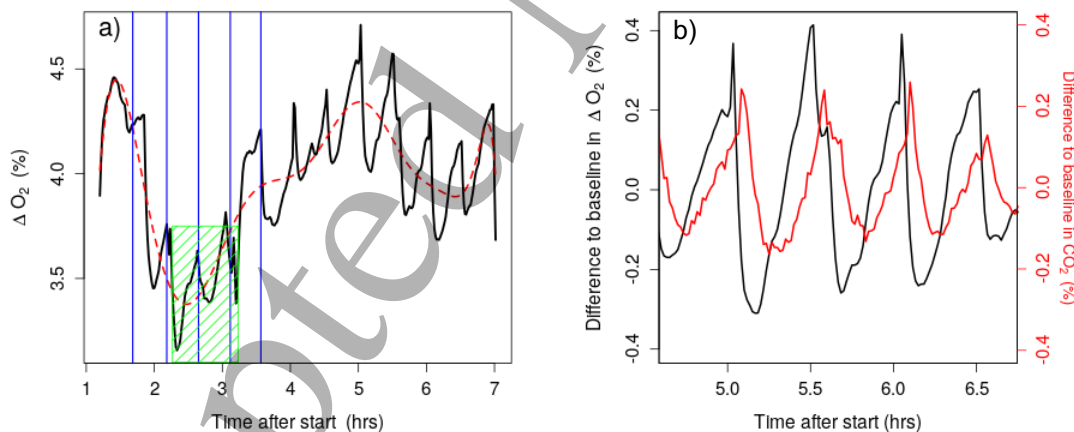 a)
Δ O2 (%)
4.5
4.0
3.5
1 2 3 4 5 6 7
Time after start (hrs)
b)
Difference to baseline in Δ O2 (%)
0.4
0.2
0.0
-0.2
-0.4
5.0 5.5 6.0 6.5
Time after start (hrs)
0.4
0.2
0.0
-0.2
-0.4
Difference to baseline in CO2 (%)
pted